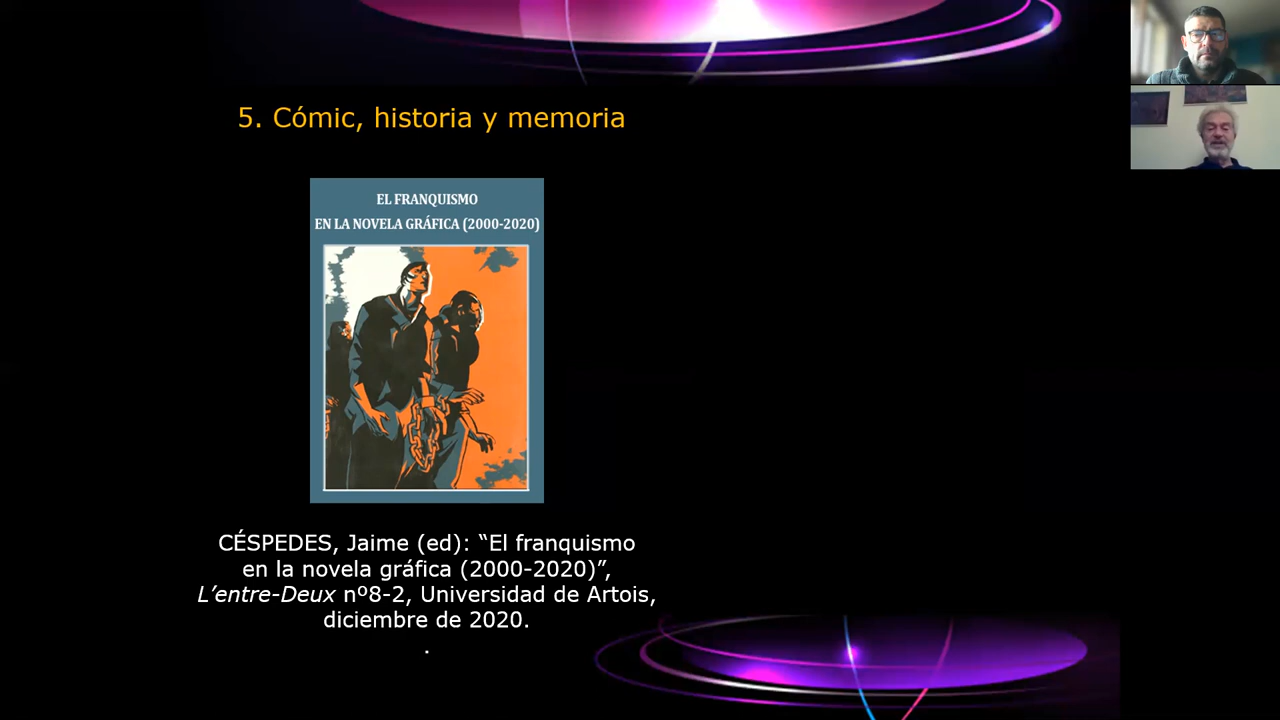 5. Cómic, historia y memoria
EL FRANQUISMO
EN LA NOVELA GRÁFICA (2000-2020)
CÉSPEDES, Jaime (ed): “El franquismo
en la novela gráfica (2000-2020)”,
L’entre-Deux nº8-2, Universidad de Artois,
diciembre de 2020.
.